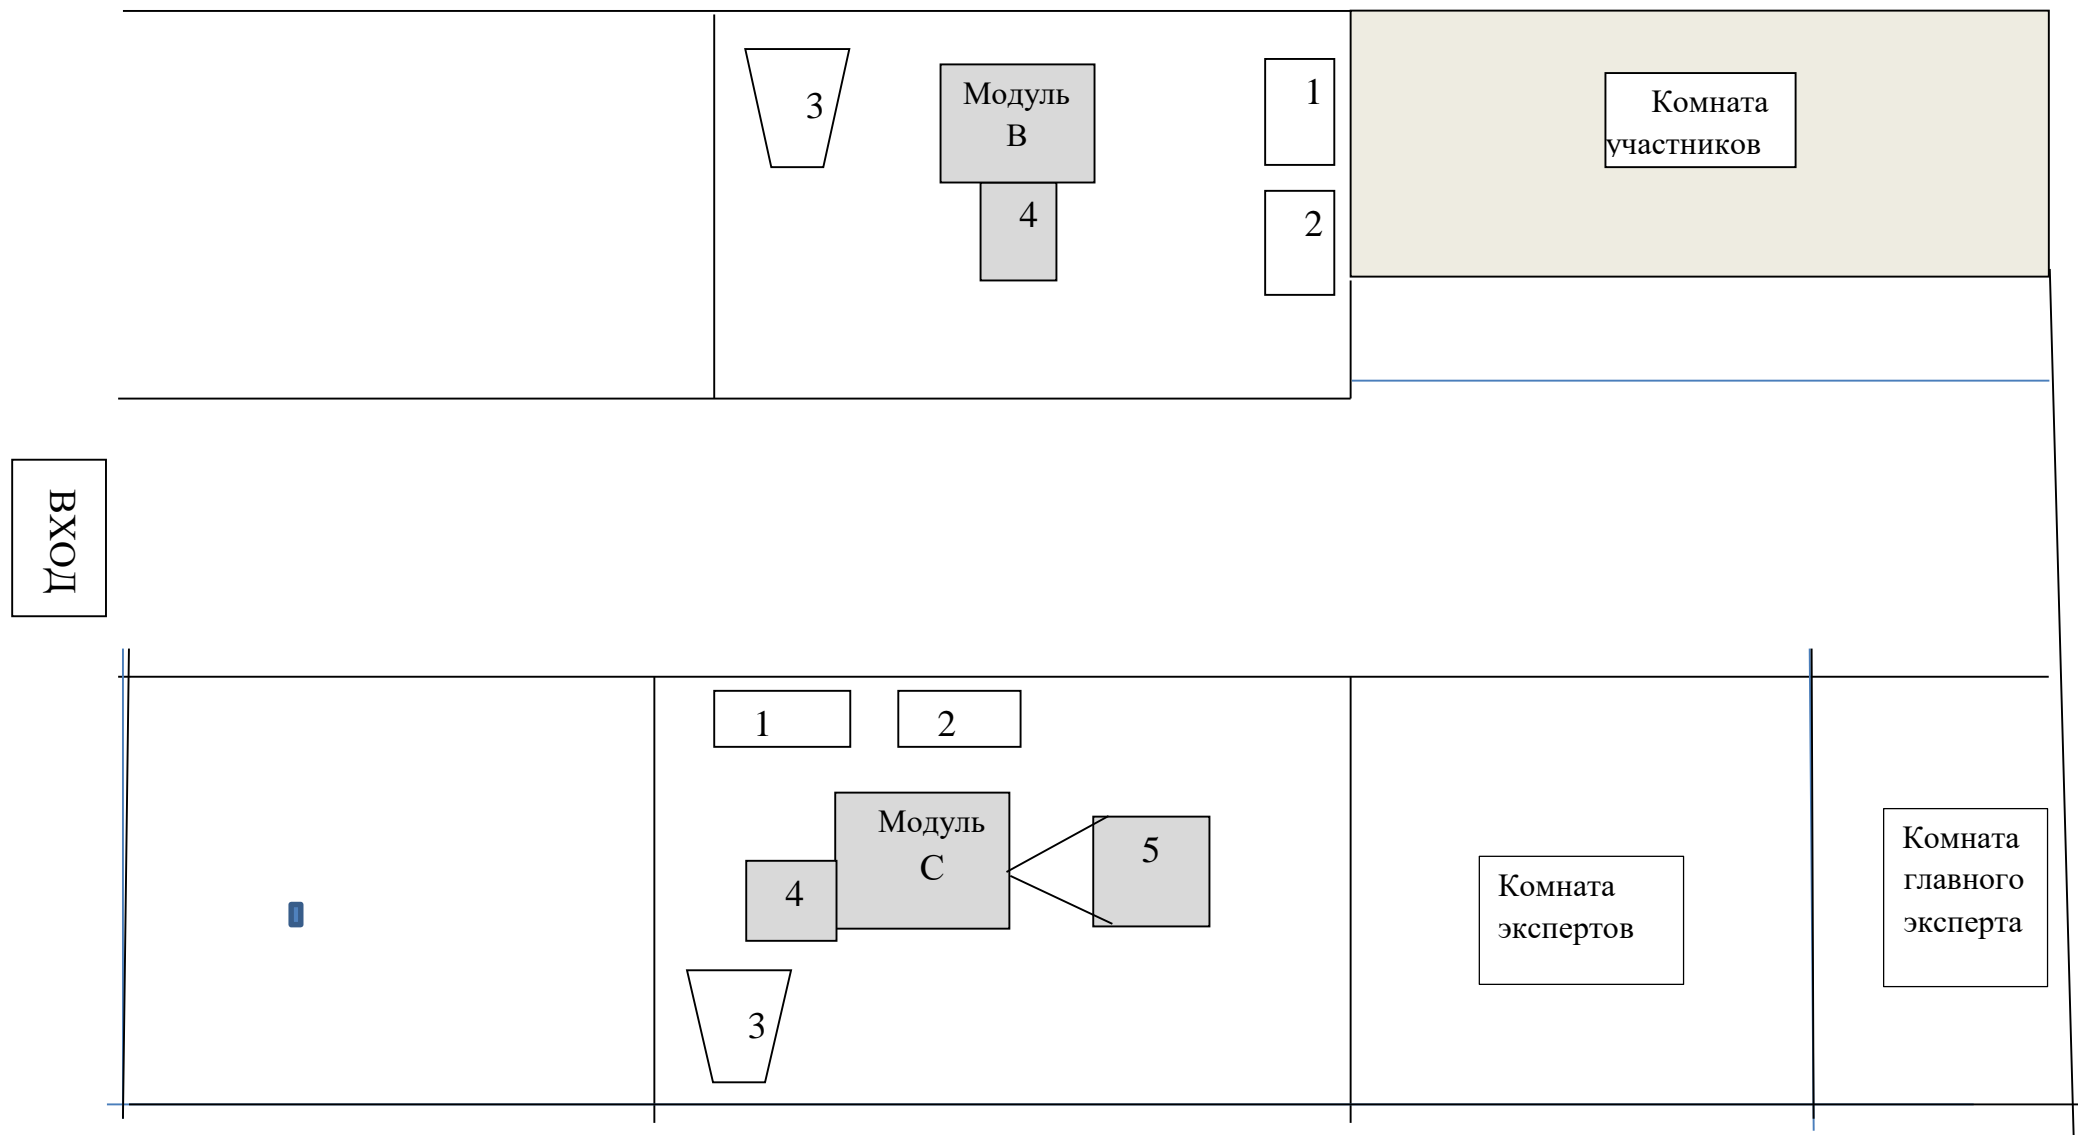 3
Модуль
В
4
1
2
Комната
участников
ВХОД
1
2
Модуль
С
4
5
3
Комната
экспертов
Комната
главного
эксперта